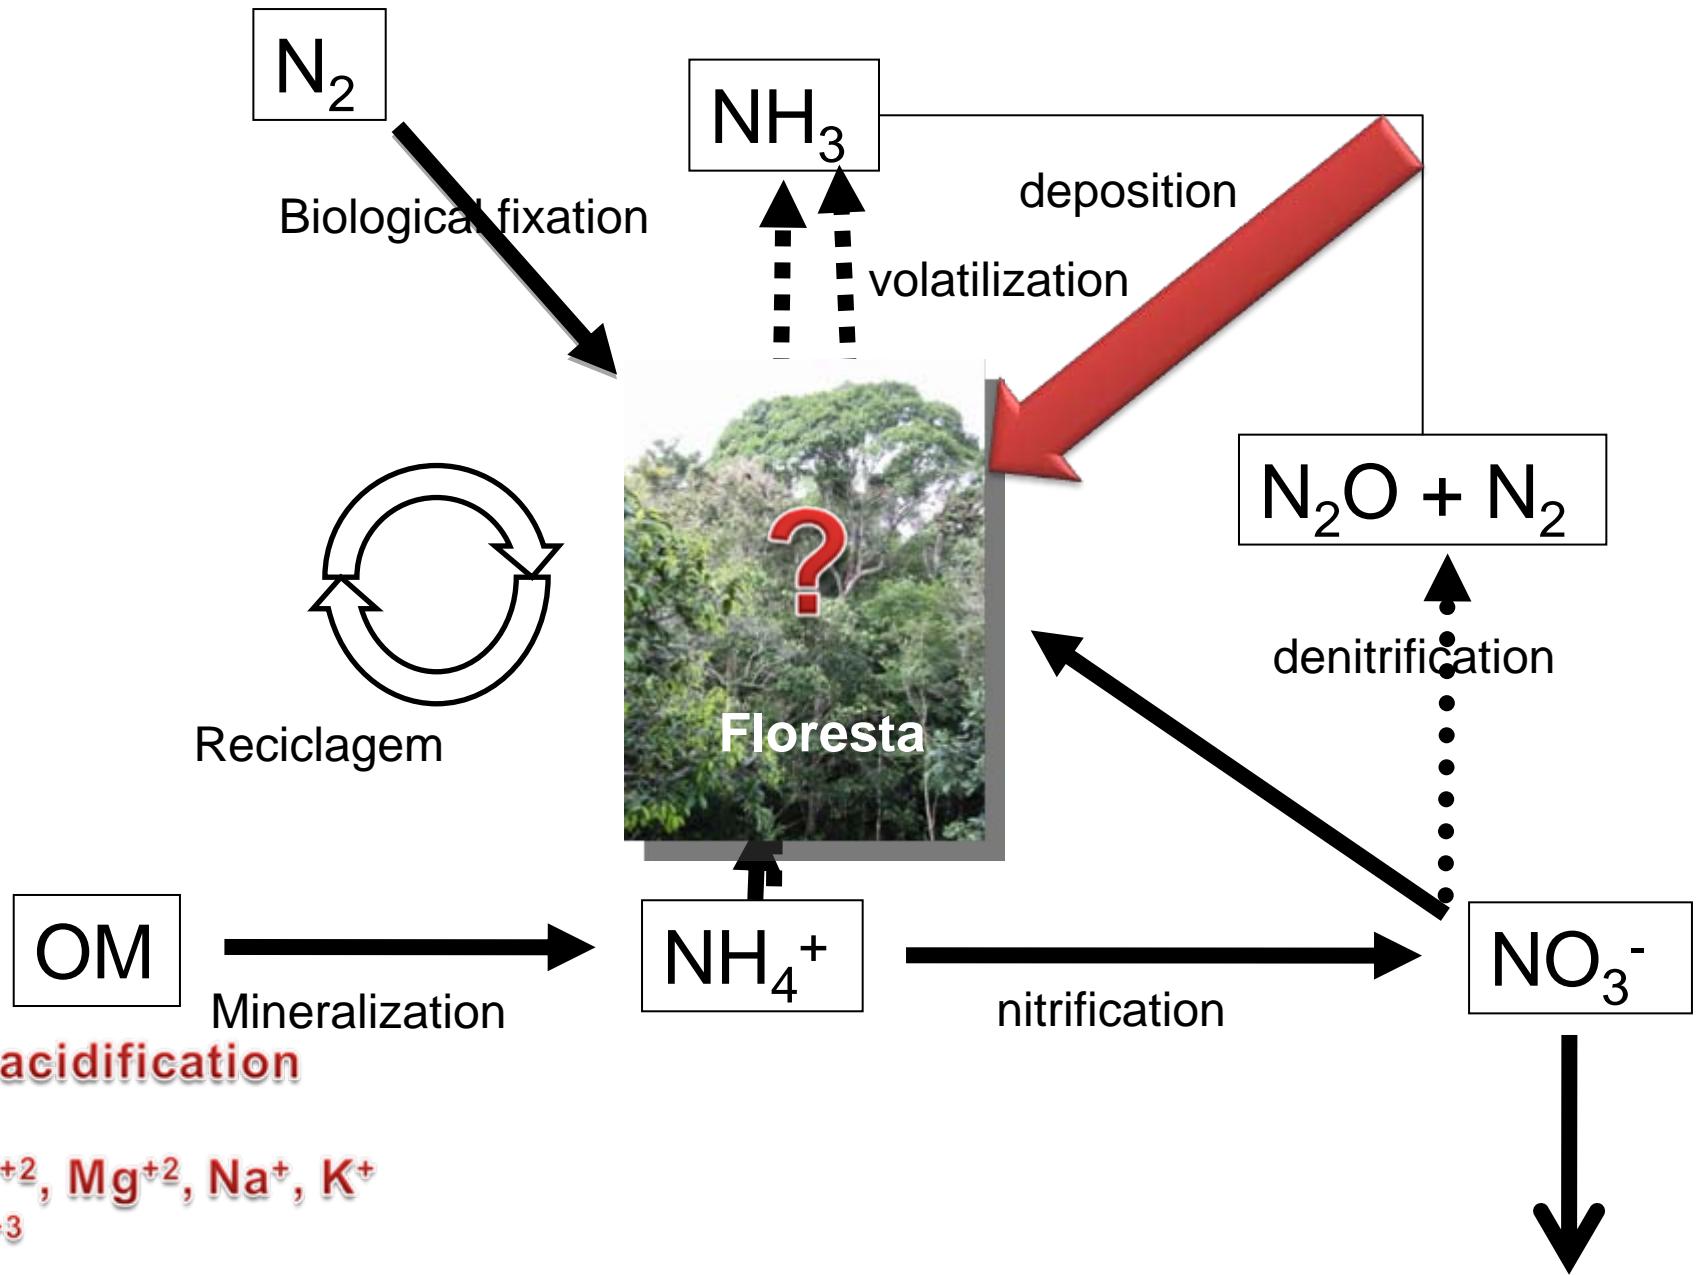 N₂
NH₃
deposition
Biological fixation
volatilization
N₂O + N₂
?
denitrification
Floresta
Reciclagem
OM
NH₄⁺
NO₃⁻
Mineralization
nitrification
acidification
⁺², Mg⁺², Na⁺, K⁺